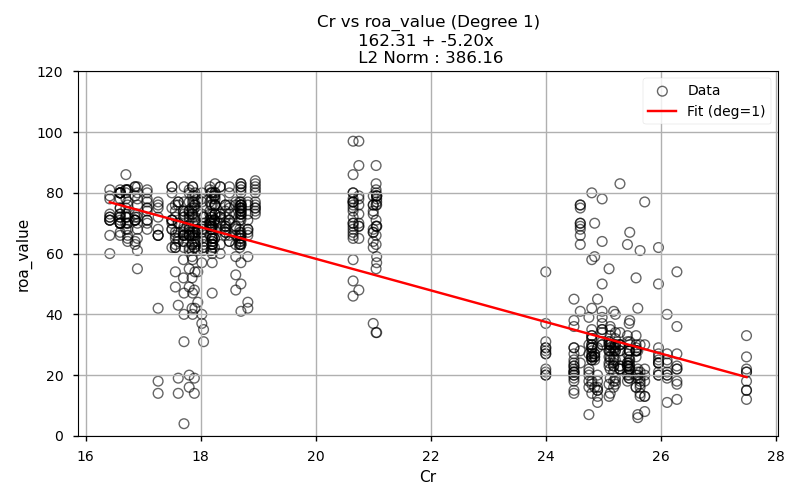 Cr vs roa_value (Degree 1)
162.31 + -5.20x
L2 Norm : 386.16
120
100
80
60
40
20
0
roa_value
Data
Fit (deg=1)
16
18
20
22
24
26
28
Cr